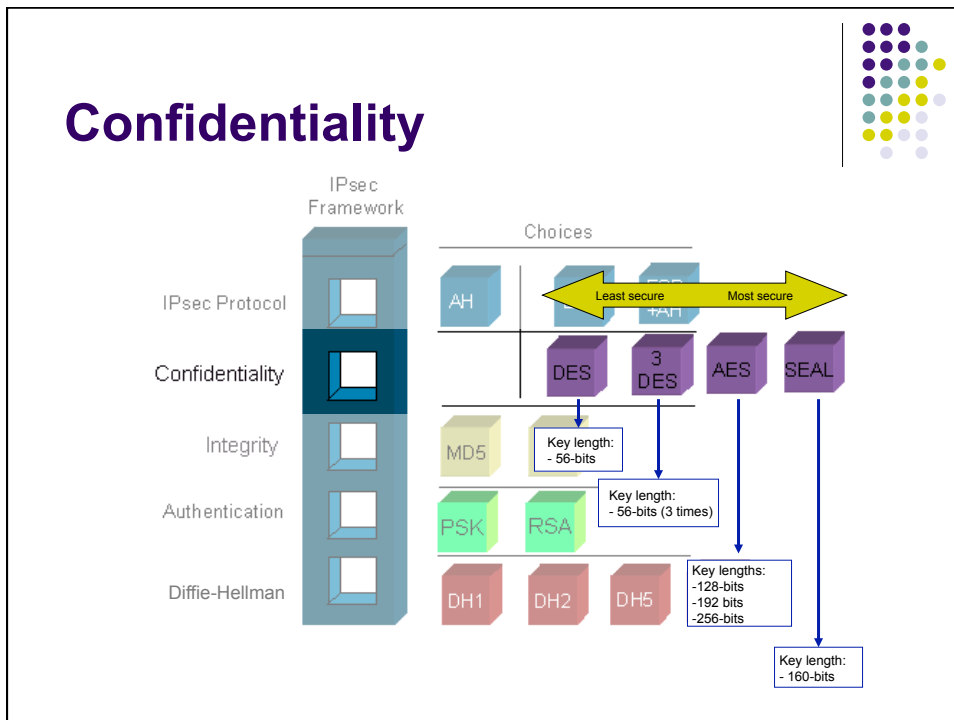 Confidentiality
IPsec
Framework
Choices
IPsec Protocol
AH
+AH
Least secure
Most secure
Confidentiality
DES
3
DES
AES
SEAL
Key length:
- 56-bits
Integrity
MD5
Key length:
- 56-bits (3 times)
Authentication
PSK
RSA
Key lengths:
-128-bits
-192 bits
-256-bits
Diffie-Hellman
DH1
DH2
DH5
Key length:
- 160-bits